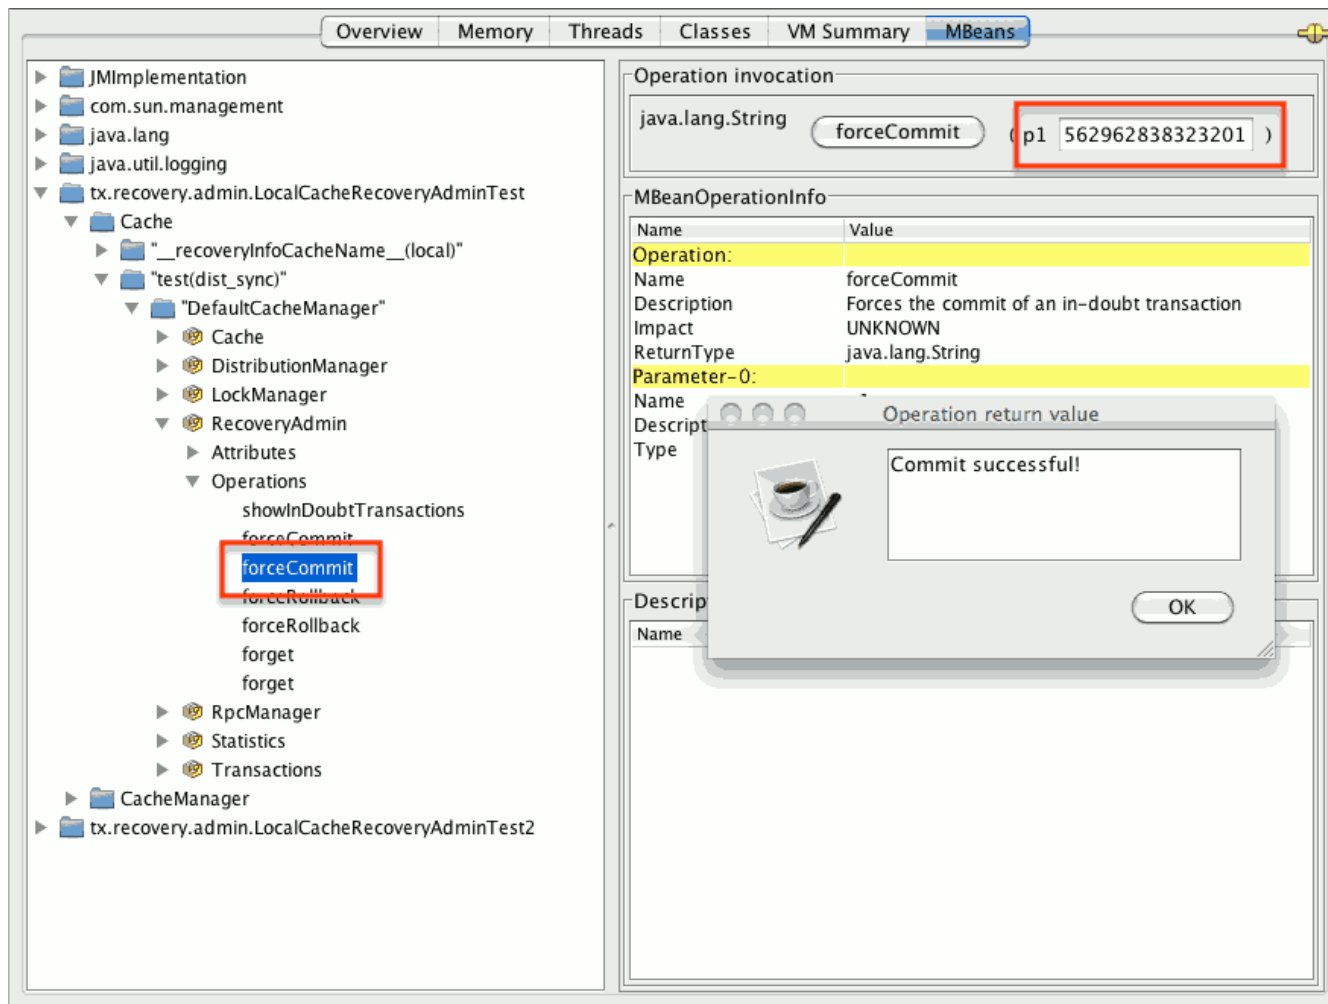 Overview Memory Threads Classes VM Summary MBeans
JMImplementation
com.sun.management
java.lang
java.util.logging
tx.recovery.admin.LocalCacheRecoveryAdminTest
Cache
"__recoveryInfoCacheName__(local)"
"test(dist_sync)"
"DefaultCacheManager"
Cache
DistributionManager
LockManager
RecoveryAdmin
Attributes
Operations
showInDoubtTransactions
forceCommit
forceCommit
forceRollback
forceRollback
forget
forget
RpcManager
Statistics
Transactions
CacheManager
tx.recovery.admin.LocalCacheRecoveryAdminTest2
Operation invocation
java.lang.String forceCommit ( p1 562962838323201 )
MBeanOperationInfo
Name Value
Operation:
Name forceCommit
Description Forces the commit of an in-doubt transaction
Impact UNKNOWN
ReturnType java.lang.String
Parameter-0:
Name
Descript
Type
Operation return value
Commit successful!
OK
Descrip
Name